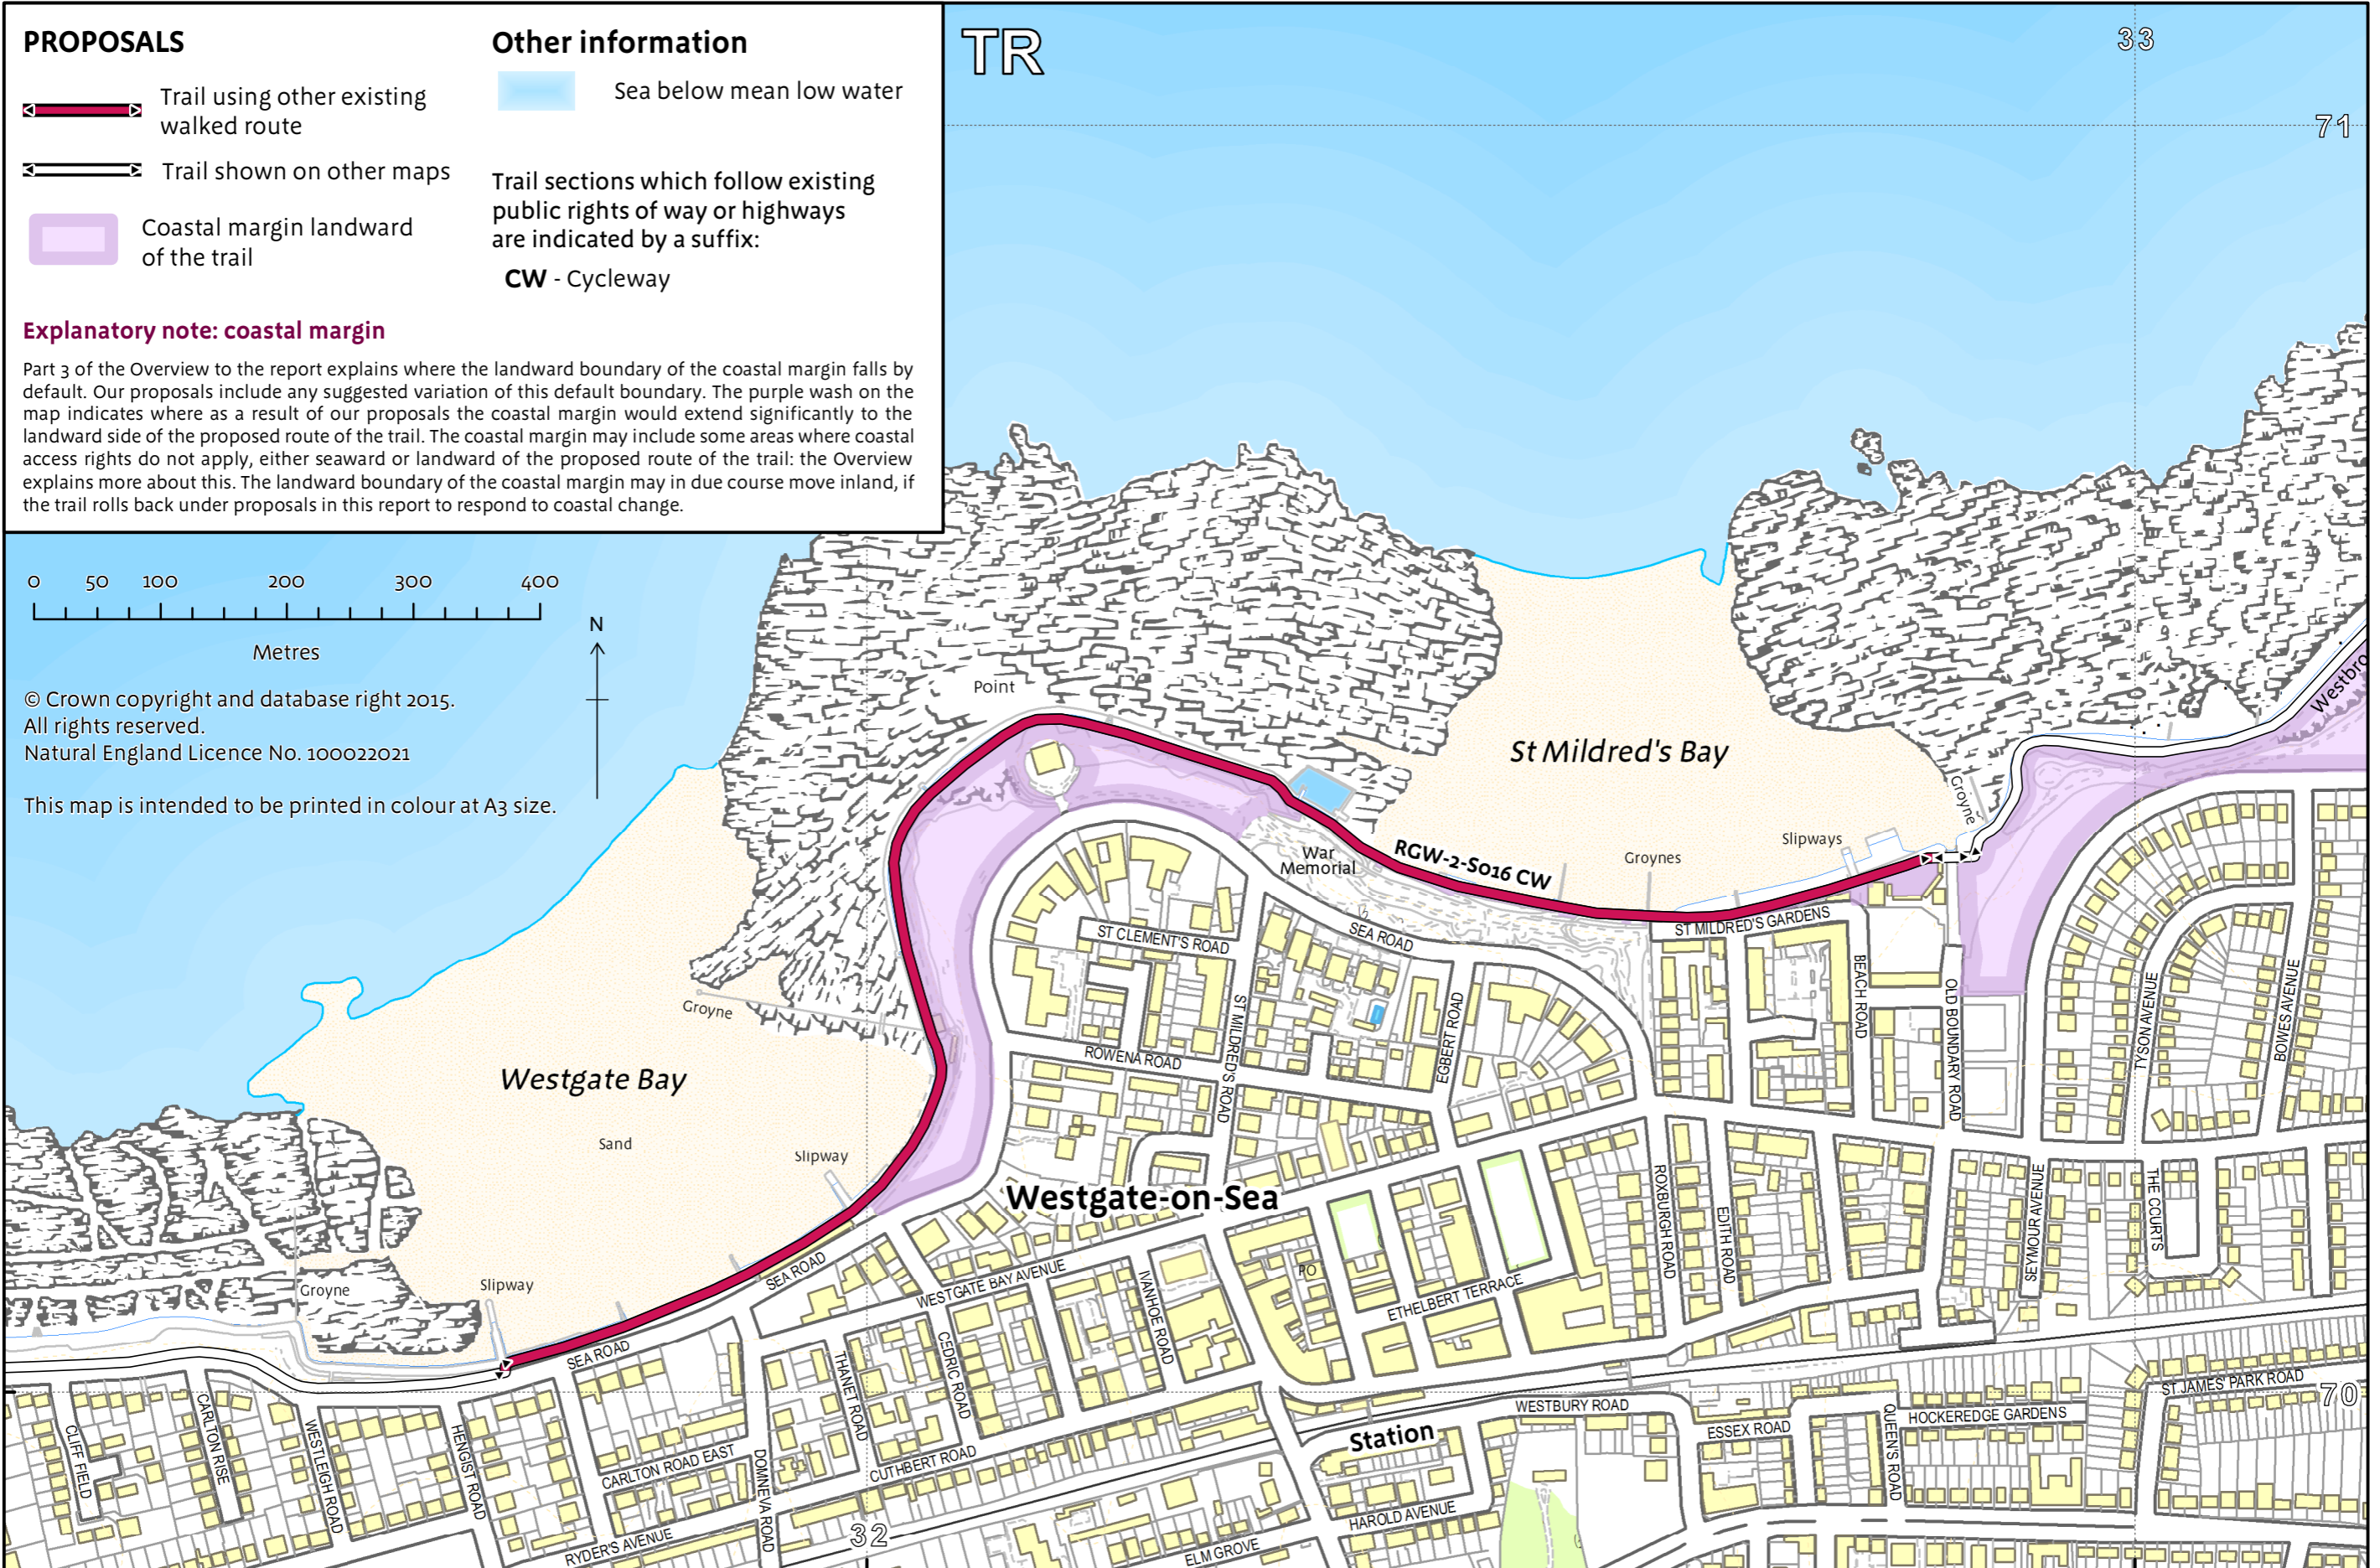 PROPOSALS
Trail using other existing
walked route
Trail shown on other maps
Coastal margin landward
of the trail
Other information
Sea below mean low water
Trail sections which follow existing
public rights of way or highways
are indicated by a suffix:
CW - Cycleway
Explanatory note: coastal margin
Part 3 of the Overview to the report explains where the landward boundary of the coastal margin falls by
default. Our proposals include any suggested variation of this default boundary. The purple wash on the
map indicates where as a result of our proposals the coastal margin would extend significantly to the
landward side of the proposed route of the trail. The coastal margin may include some areas where coastal
access rights do not apply, either seaward or landward of the proposed route of the trail: the Overview
explains more about this. The landward boundary of the coastal margin may in due course move inland, if
the trail rolls back under proposals in this report to respond to coastal change.
TR
33
71
0 50 100 200 300 400
Metres
N
© Crown copyright and database right 2015.
All rights reserved.
Natural England Licence No. 100022021
This map is intended to be printed in colour at A3 size.
Point
St Mildred's Bay
Westbro
Groyne
Slipways
Groynes
War
Memorial
RGW-2-S016 CW
ST MILDRED'S GARDENS
SEA ROAD
ST CLEMENT'S ROAD
BEACH ROAD
OLD BOUNDARY ROAD
TYSON AVENUE
BOWES AVENUE
ST MILDRED'S ROAD
EGBERT ROAD
ROWENA ROAD
Groyne
Westgate Bay
Sand
Slipway
Westgate-on-Sea
ROXBURGH ROAD
EDITH ROAD
SEYMOUR AVENUE
THE COURTS
Groyne
Slipway
SEA ROAD
SEA ROAD
WESTGATE BAY AVENUE
IVANHOE ROAD
PO
ETHELBERT TERRACE
CLIFF FIELD
CARLTON RISE
WESTLEIGH ROAD
HENGIST ROAD
CARLTON ROAD EAST
DOMNEVA ROAD
THANET ROAD
CEDRIC ROAD
CUTHBERT ROAD
RYDER'S AVENUE
32
Station
WESTBURY ROAD
ESSEX ROAD
QUEEN'S ROAD
HOCKEREDGE GARDENS
ST JAMES' PARK ROAD
70
HAROLD AVENUE
ELM GROVE